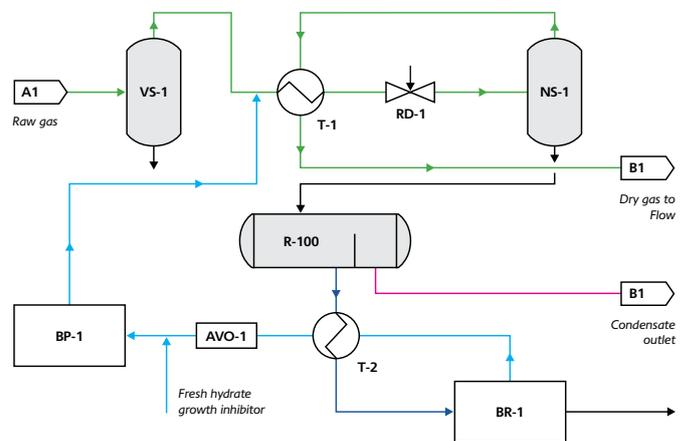 A1
Raw gas
VS-1
T-1
RD-1
NS-1
B1
Dry gas to
Flow
R-100
B1
Condensate
outlet
BP-1
AVO-1
T-2
Fresh hydrate
growth inhibitor
BR-1